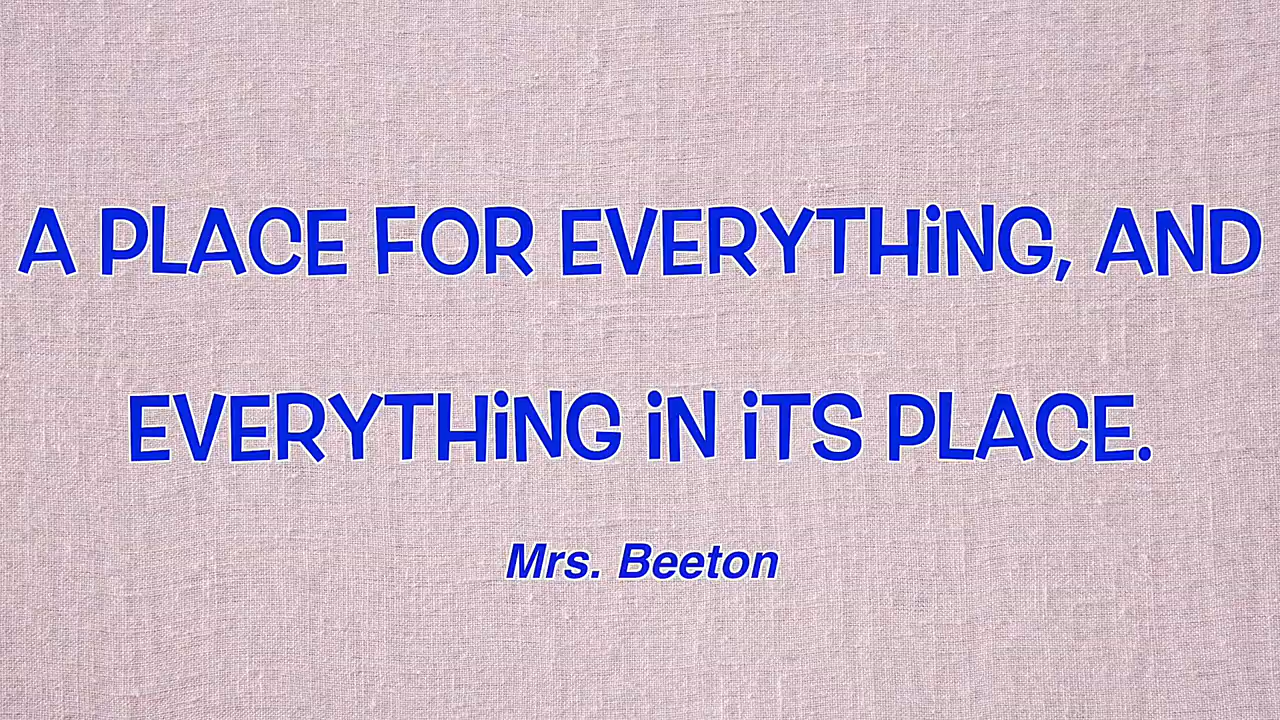 A PLACE FOR EVERYTHING, AND
EVERYTHING IN ITS PLACE.
Mrs. Beeton